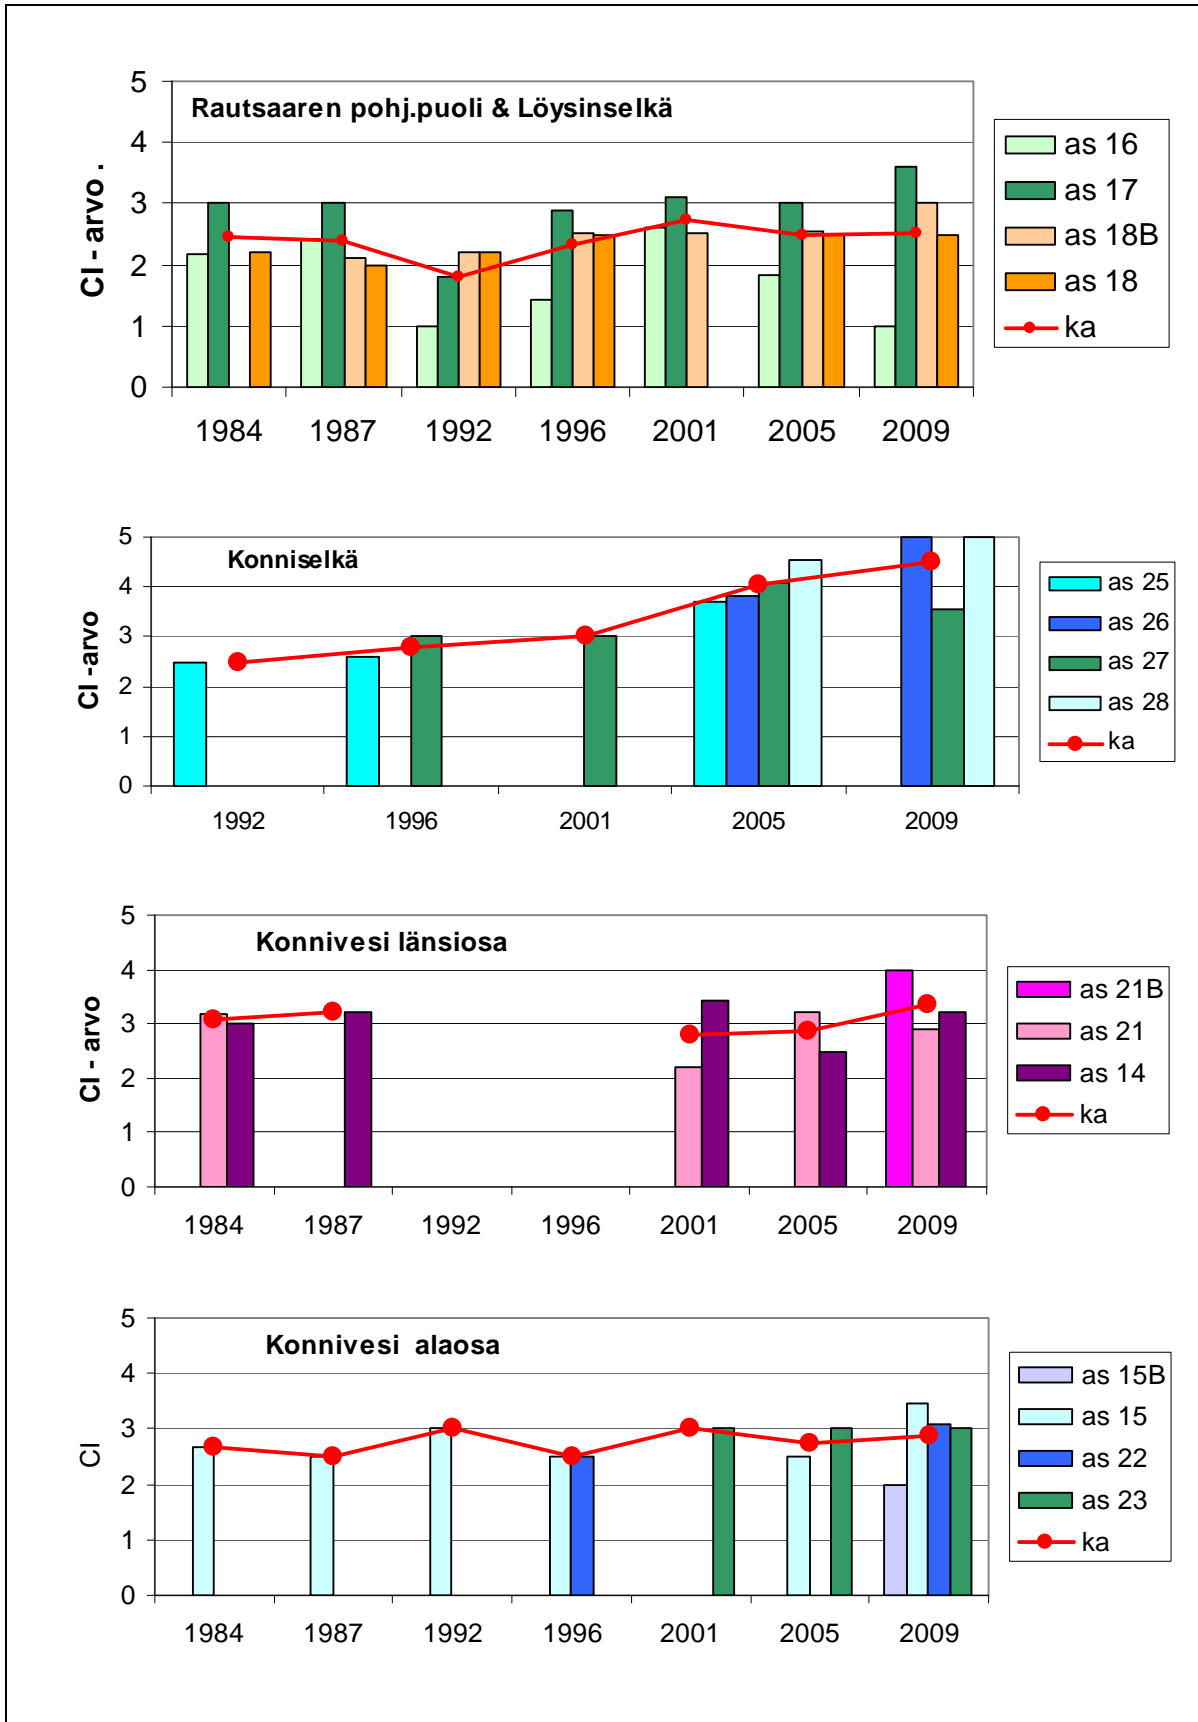 Rautsaaren pohj.puoli & Löysinselkä
CI - arvo .
5
4
3
2
1
0
1984 1987 1992 1996 2001 2005 2009
as 16
as 17
as 18B
as 18
ka
Konniselkä
CI -arvo
5
4
3
2
1
0
1992 1996 2001 2005 2009
as 25
as 26
as 27
as 28
ka
Konnivesi länsiosa
CI - arvo
5
4
3
2
1
0
1984 1987 1992 1996 2001 2005 2009
as 21B
as 21
as 14
ka
Konnivesi alaosa
CI
5
4
3
2
1
0
1984 1987 1992 1996 2001 2005 2009
as 15B
as 15
as 22
as 23
ka